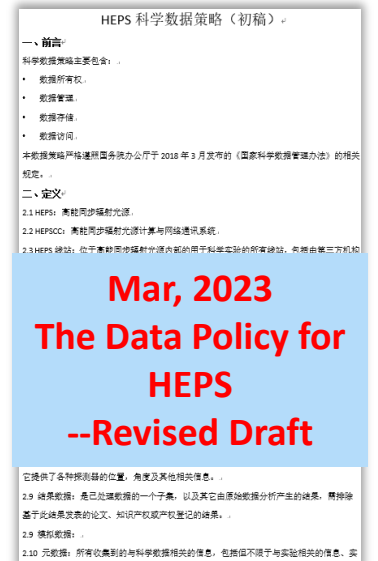 HEPS 科学数据策略（初稿）
一、前言
科学数据策略主要包含：
• 数据所有权
• 数据管理
• 数据存储
• 数据访问
本数据策略严格遵照国务院办公厅于 2018 年 3 月发布的《国家科学数据管理办法》的相关
规定。
二、定义
2.1 HEPS：高能同步辐射光源
2.2 HEPSCC：高能同步辐射光源计算与网络通讯系统
2.3 HEPS 线站：位于高能同步辐射光源内部的用于科学实验的所有线站，包括由第三方机构
Mar, 2023
The Data Policy for
HEPS
--Revised Draft
它提供了各种探测器的位置，角度及其他相关信息。
2.9 结果数据：是已处理数据的一个子集，以及其它由原始数据分析产生的结果，需排除
基于此结果发表的论文、知识产权或产权登记的结果。
2.9 模拟数据：
2.10 元数据：所有收集到的与科学数据相关的信息，包括但不限于与实验相关的信息、实